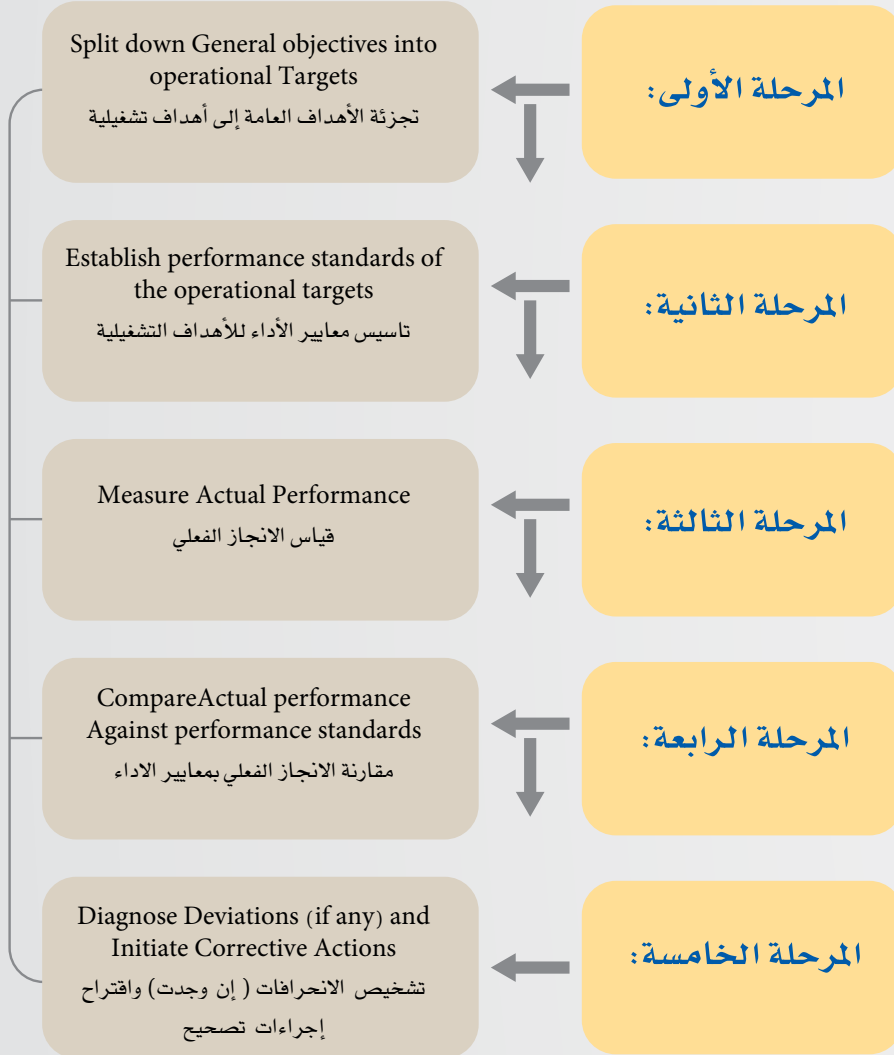 المرحلة الأولى:
Split down General objectives into
operational Targets
تجزئة الأهداف العامة إلى أهداف تشغيلية
المرحلة الثانية:
Establish performance standards of
the operational targets
تاسيس معايير الأداء للأهداف التشغيلية
المرحلة الثالثة:
Measure Actual Performance
قياس الانجاز الفعلي
المرحلة الرابعة:
CompareActual performance
Against performance standards
مقارنة الانجاز الفعلي بمعايير الاداء
المرحلة الخامسة:
Diagnose Deviations (if any) and
Initiate Corrective Actions
تشخيص الانحرافات ( إن وجدت) واقتراح
إجراءات تصحيح